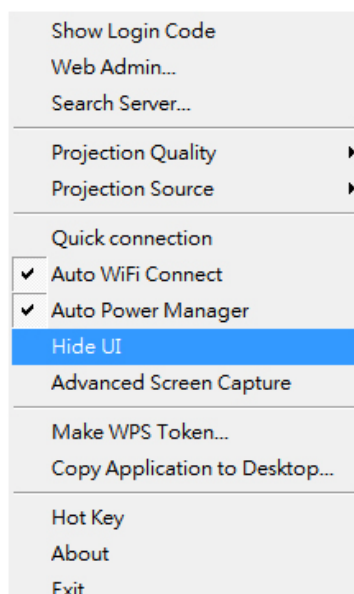 Show Login Code
Web Admin...
Search Server...
Projection Quality
Projection Source
Quick connection
Auto WiFi Connect
Auto Power Manager
Hide UI
Advanced Screen Capture
Make WPS Token...
Copy Application to Desktop...
Hot Key
About
Exit